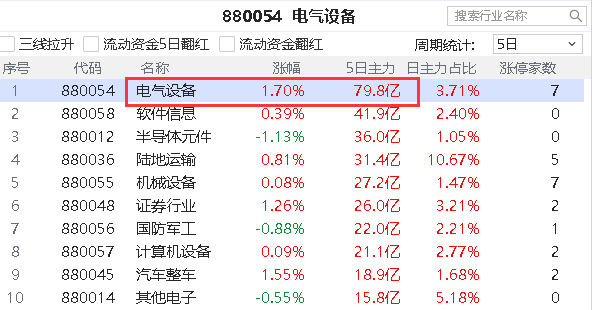 880054 电气设备 搜索行业名称
三线拉升 流动资金5日翻红 流动资金翻红 周期统计: 5日
序号 代码 名称 涨幅 5日主力 日主力占比 涨停家数
1 880054 电气设备 1.70% 79.8亿 3.71% 7
2 880058 软件信息 0.39% 41.9亿 2.40% 0
3 880012 半导体元件 -1.13% 36.0亿 1.05% 0
4 880036 陆地运输 0.81% 31.4亿 10.67% 5
5 880055 机械设备 0.08% 27.2亿 1.47% 7
6 880048 证券行业 1.26% 26.0亿 3.21% 2
7 880056 国防军工 -0.88% 22.0亿 2.21% 1
8 880057 计算机设备 0.09% 21.1亿 2.77% 2
9 880045 汽车整车 1.55% 18.9亿 1.68% 2
10 880014 其他电子 -0.55% 15.8亿 5.18% 0